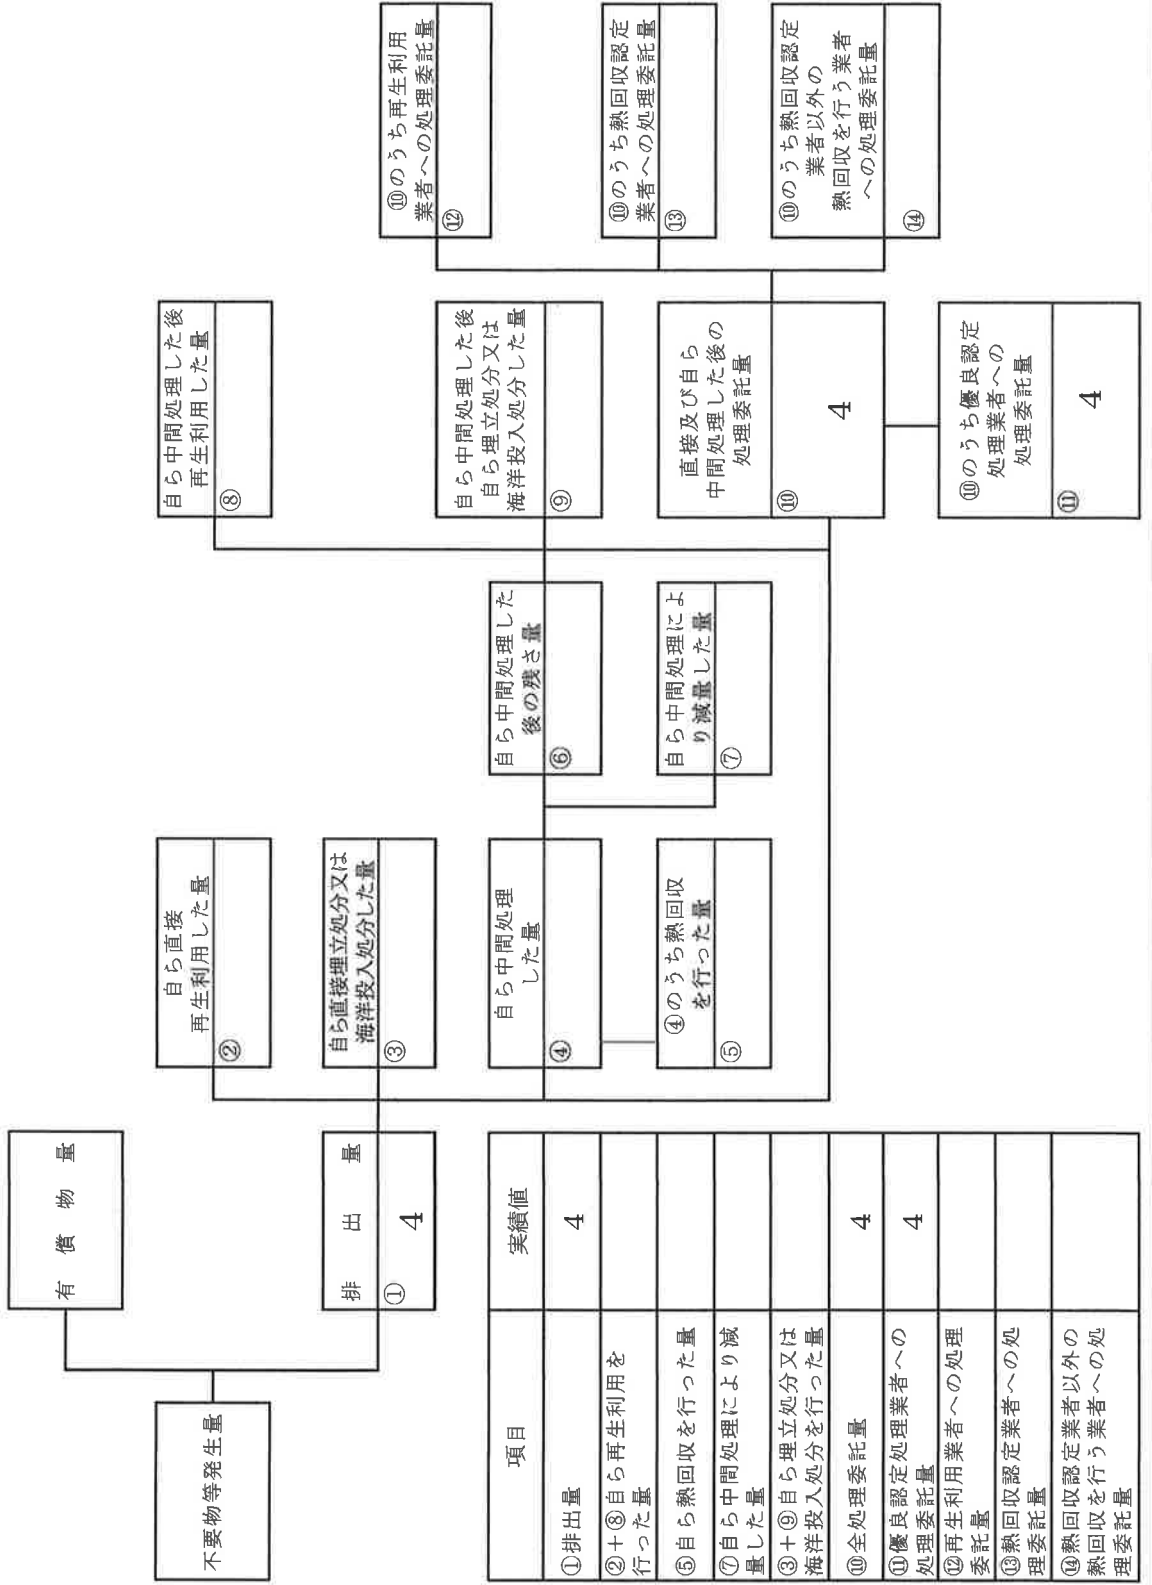 不要物等発生量
有償物量
排出量
①
4
自ら直接
再生利用した量
②
自ら直接埋立処分又は
海洋投入処分した量
③
自ら中間処理
した量
④
④のうち熱回収
を行った量
⑤
自ら中間処理した
後の残さ量
⑥
自ら中間処理によ
り減量した量
⑦
自ら中間処理した後
再生利用した量
⑧
自ら中間処理した後
自ら埋立処分又は
海洋投入処分した量
⑨
直接及び自ら
中間処理した後の
処理委託量
⑩
4
⑩のうち優良認定
処理業者への
処理委託量
⑪
4
⑩のうち再生利用
業者への処理委託量
⑫
⑩のうち熱回収認定
業者への処理委託量
⑬
⑩のうち熱回収認定
業者以外の
熱回収を行う業者
への処理委託量
⑭
項目 実績値
①排出量 4
②+⑧自ら再生利用を
行った量
⑤自ら熱回収を行った量
⑦自ら中間処理により減
量した量
③+⑨自ら埋立処分又は
海洋投入処分を行った量
⑩全処理委託量 4
⑪優良認定処理業者への
処理委託量 4
⑫再生利用業者への処理
委託量
⑬熱回収認定業者への処
理委託量
⑭熱回収認定業者以外の
熱回収を行う業者への処
理委託量